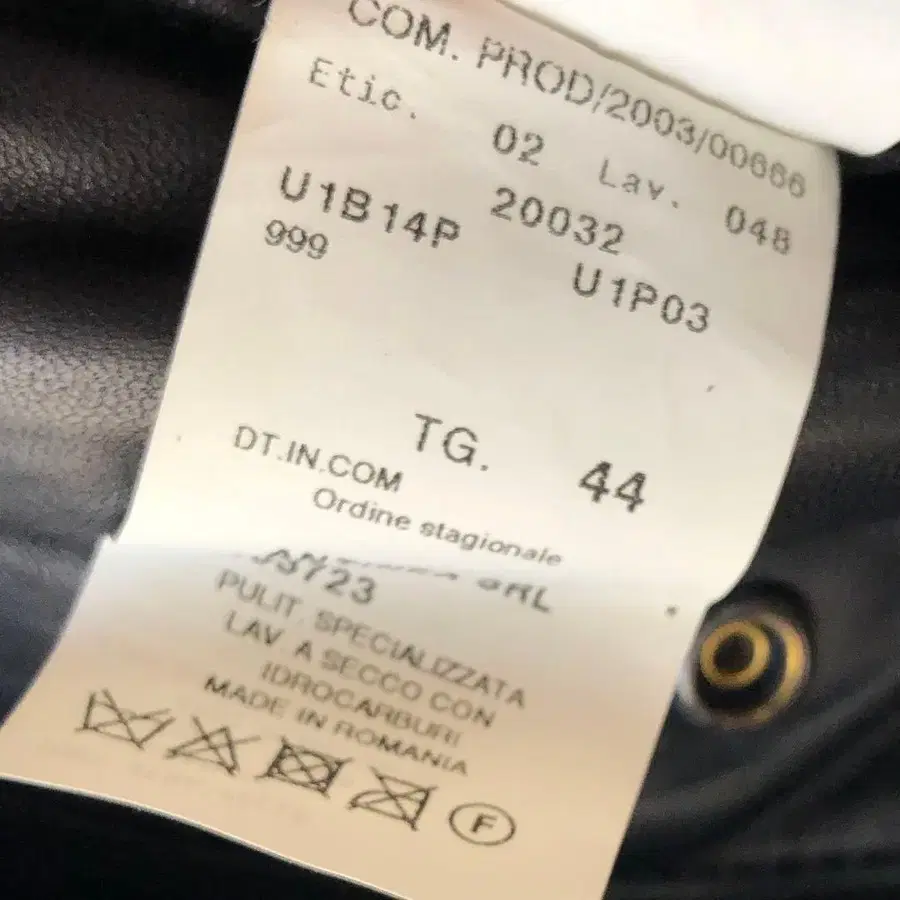 COM. PROD/2003/00666
Etic. 02 Lav. 048
U1B14P 20032
999 U1P03
TG. 44
DT.IN.COM
Ordine stagionale
SRL
PULIT. SPECIALIZZATA
LAV. A SECCO CON
IDROCARBURI
MADE IN ROMANIA
F